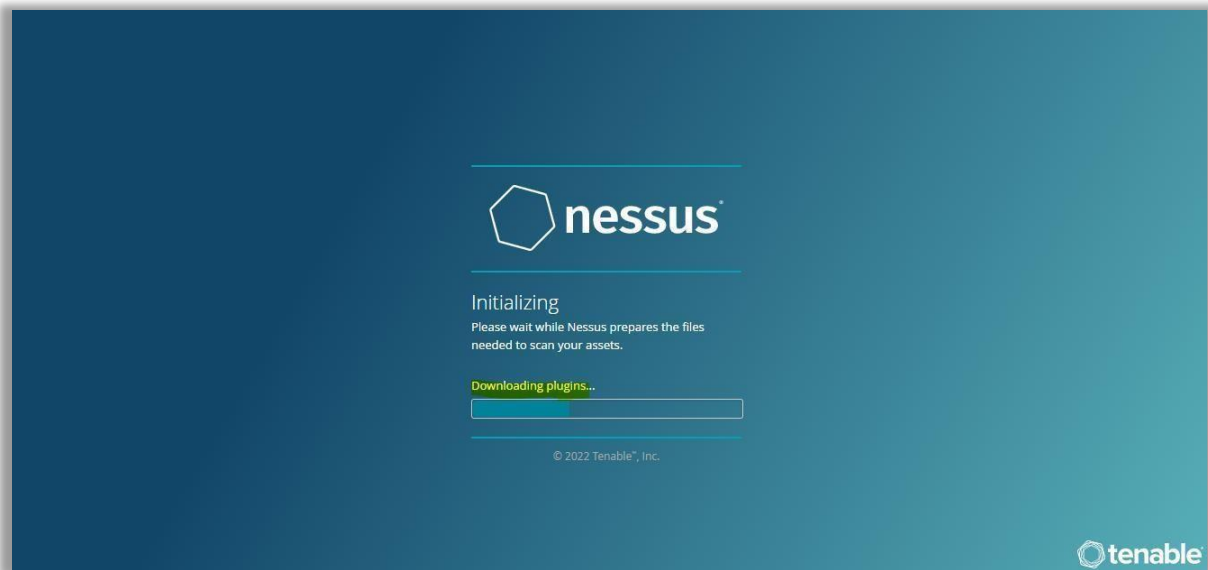 nessus
Initializing
Please wait while Nessus prepares the files
needed to scan your assets.
Downloading plugins...
© 2022 Tenable™, Inc.
tenable